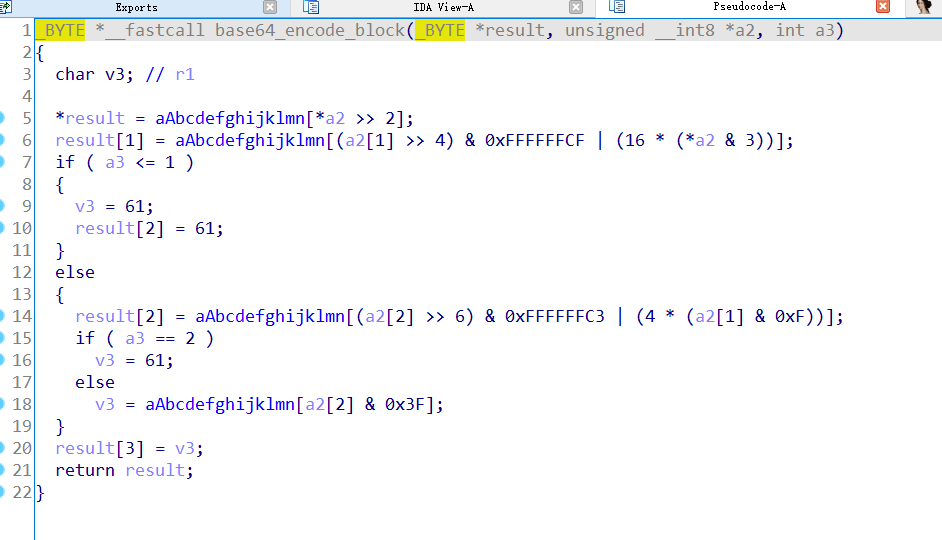 Exports IDA View-A Pseudocode-A
1 _BYTE *__fastcall base64_encode_block(_BYTE *result, unsigned __int8 *a2, int a3)
2 {
3 char v3; // r1
4
5 *result = aAbcdefghijklmn[*a2 >> 2];
6 result[1] = aAbcdefghijklmn[(a2[1] >> 4) & 0xFFFFFFCF | (16 * (*a2 & 3))];
7 if ( a3 <= 1 )
8 {
9 v3 = 61;
10 result[2] = 61;
11 }
12 else
13 {
14 result[2] = aAbcdefghijklmn[(a2[2] >> 6) & 0xFFFFFFC3 | (4 * (a2[1] & 0xF))];
15 if ( a3 == 2 )
16 v3 = 61;
17 else
18 v3 = aAbcdefghijklmn[a2[2] & 0x3F];
19 }
20 result[3] = v3;
21 return result;
22 }